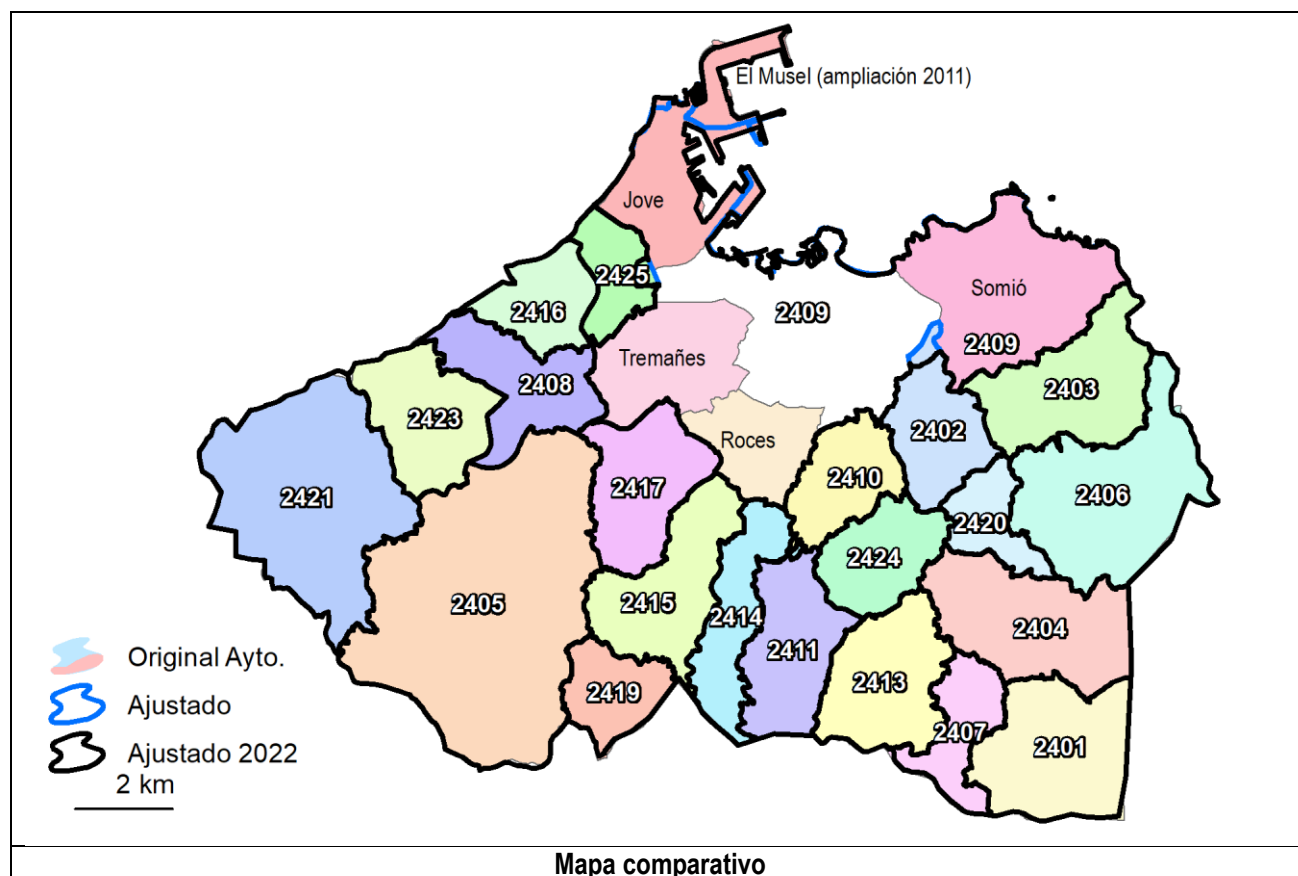 El Musel (ampliación 2011)
Jove
Somió
2425
2416
2409
2409
Tremañes
2408
2403
2423
2402
Roces
2417
2410
2406
2421
2420
2424
2405
2415
2414
2404
2411
2413
2419
2407
2401
Original Ayto.
Ajustado
Ajustado 2022
2 km
Mapa comparativo